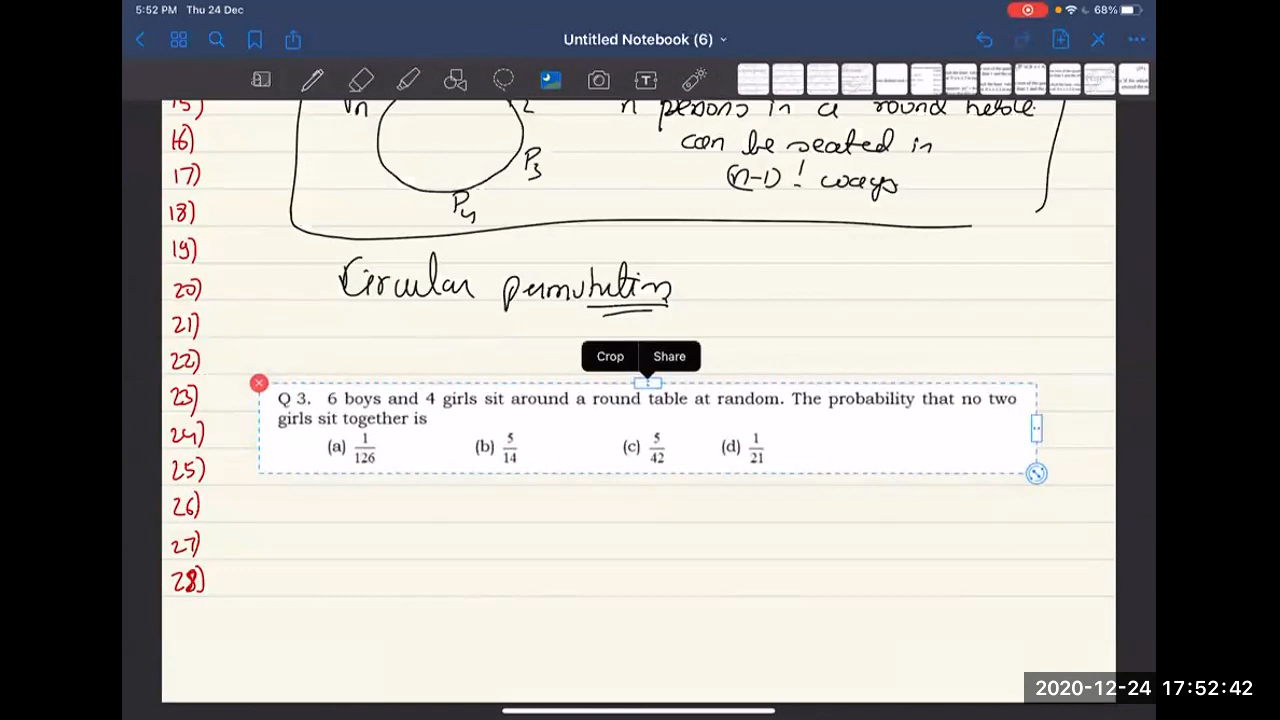 5:52 PM Thu 24 Dec
68%
Untitled Notebook (6)
15)
n persons in a round
16)
can be seated in
P3
17)
(n-1)! ways
18)
P4
19)
Circular permutation
20)
21)
22)
Crop Share
23)
Q 3. 6 boys and 4 girls sit around a round table at random. The probability that no two
24)
girls sit together is
(a) 1/126 (b) 5/14 (c) 5/42 (d) 1/21
25)
26)
27)
28)
2020-12-24 17:52:42